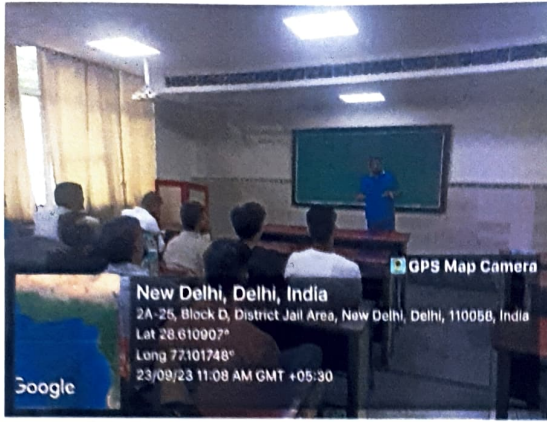 GPS Map Camera
New Delhi, Delhi, India
2A-25, Block D, District Jail Area, New Delhi, Delhi, 110058, India
Lat 28.610907°
Long 77.101748°
23/09/23 11:08 AM GMT +05:30
Google